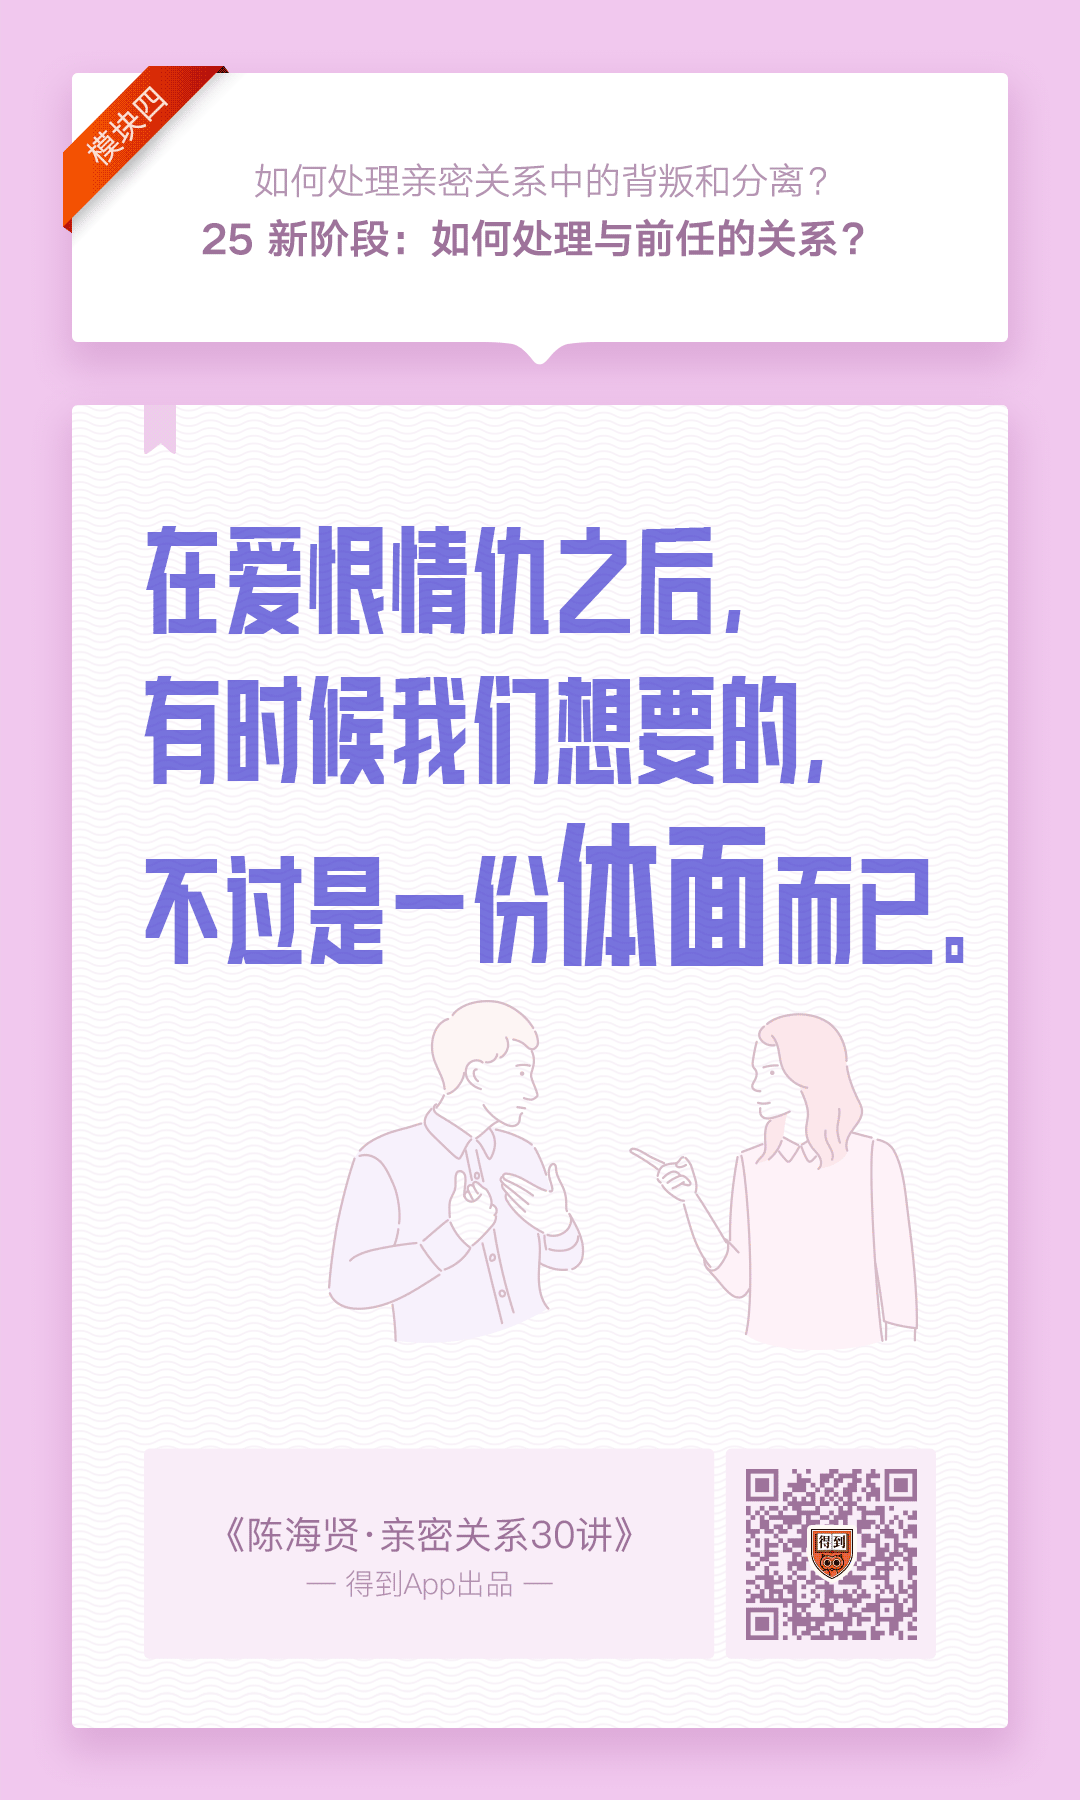 模块四
如何处理亲密关系中的背叛和分离？
25 新阶段：如何处理与前任的关系？
在爱恨情仇之后，
有时候我们想要的，
不过是一份体面而已。
《陈海贤·亲密关系30讲》
— 得到App出品 —
得到